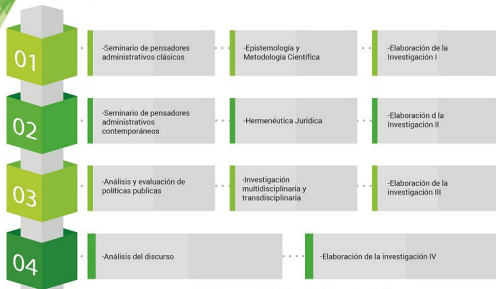 01
-Seminario de pensadores
administrativos clásicos
-Epistemología y
Metodología Científica
-Elaboración de la
Investigación I
02
-Seminario de pensadores
administrativos
contemporáneos
-Hermenéutica Jurídica
-Elaboración d la
Investigación II
03
-Análisis y evaluación de
políticas publicas
-Investigación
multidisciplinaria y
transdisciplinaria
-Elaboración de la
investigación III
04
-Análisis del discurso
-Elaboración de la investigación IV